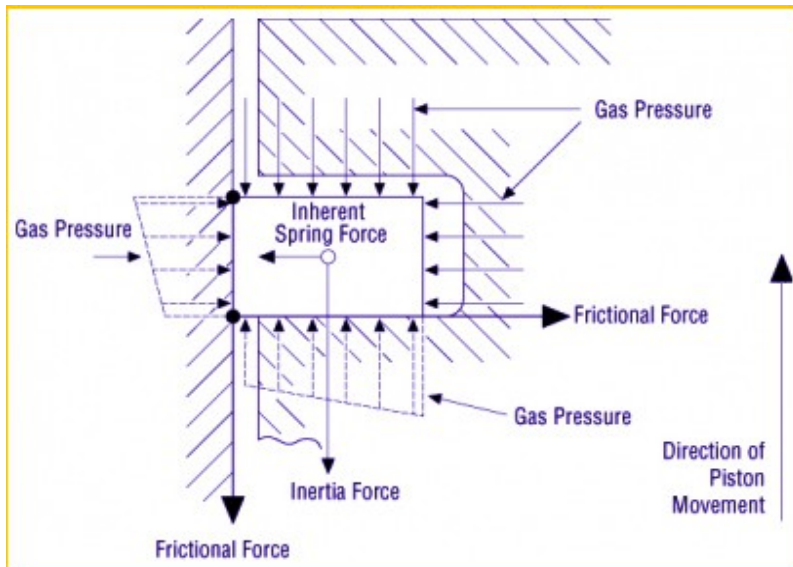 Gas Pressure
Inherent
Spring Force
Gas Pressure
Frictional Force
Gas Pressure
Direction of
Piston
Movement
Inertia Force
Frictional Force